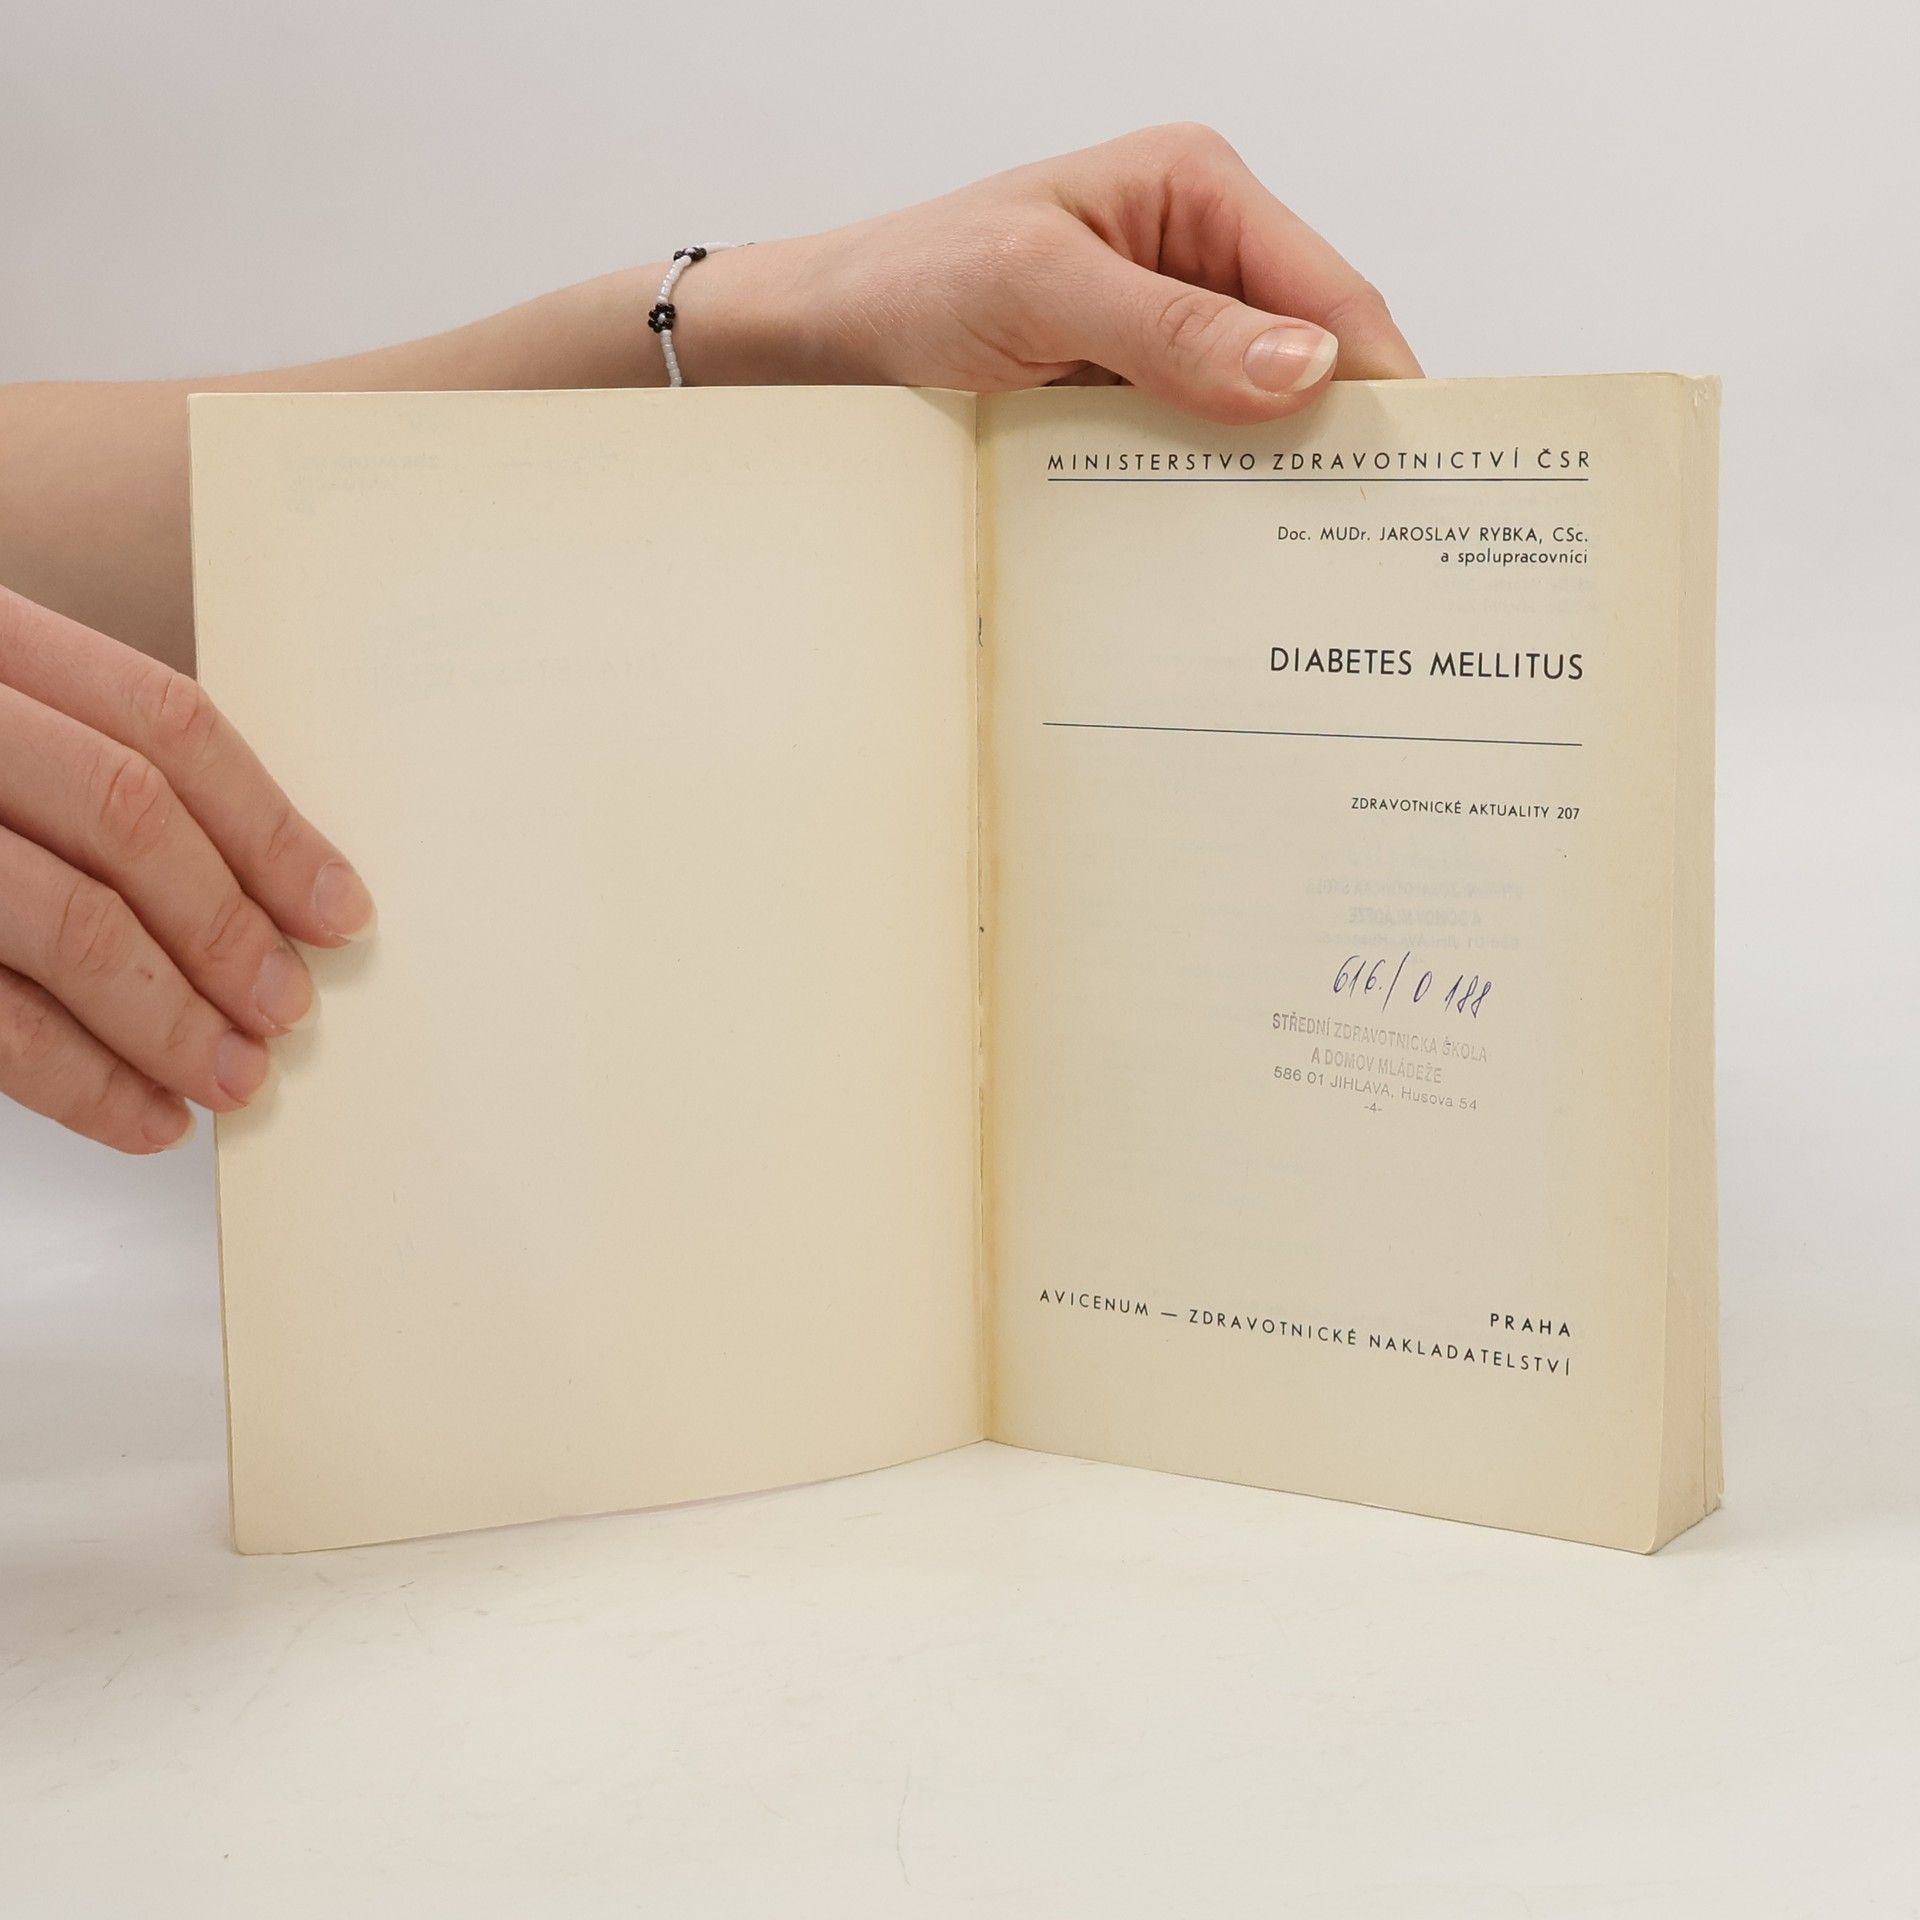 MINISTERSTVO ZDRAVOTNICTVÍ ČSR
Doc. MUDr. JAROSLAV RYBKA, CSc.
a spolupracovníci
DIABETES MELLITUS
ZDRAVOTNICKÉ AKTUALITY 207
616./ 0 188
STŘEDNÍ ZDRAVOTNICKÁ ŠKOLA
A DOMOV MLÁDEŽE
586 01 JIHLAVA, Husova 54
-4-
PRAHA
AVICENUM — ZDRAVOTNICKÉ NAKLADATELSTVÍ